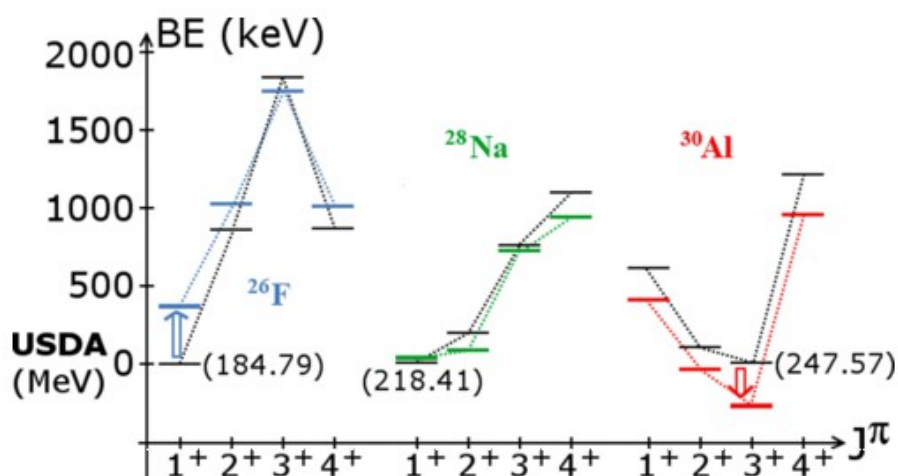 BE (keV)
2000
1500
1000
500
0
USDA
(MeV)
²⁶F
²⁸Na
³⁰Al
(184.79)
(218.41)
(247.57)
1⁺ 2⁺ 3⁺ 4⁺ 1⁺ 2⁺ 3⁺ 4⁺ 1⁺ 2⁺ 3⁺ 4⁺
J^π